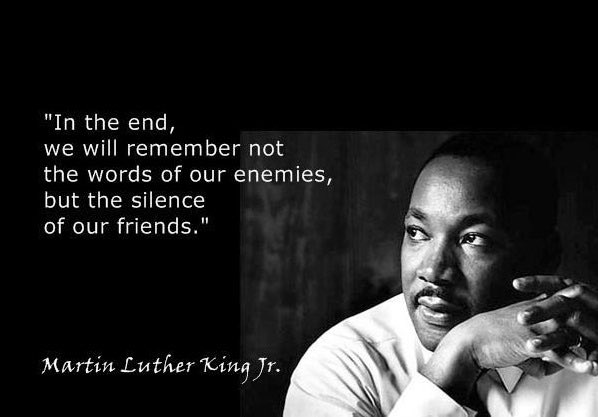 "In the end,
we will remember not
the words of our enemies,
but the silence
of our friends."
Martin Luther King Jr.